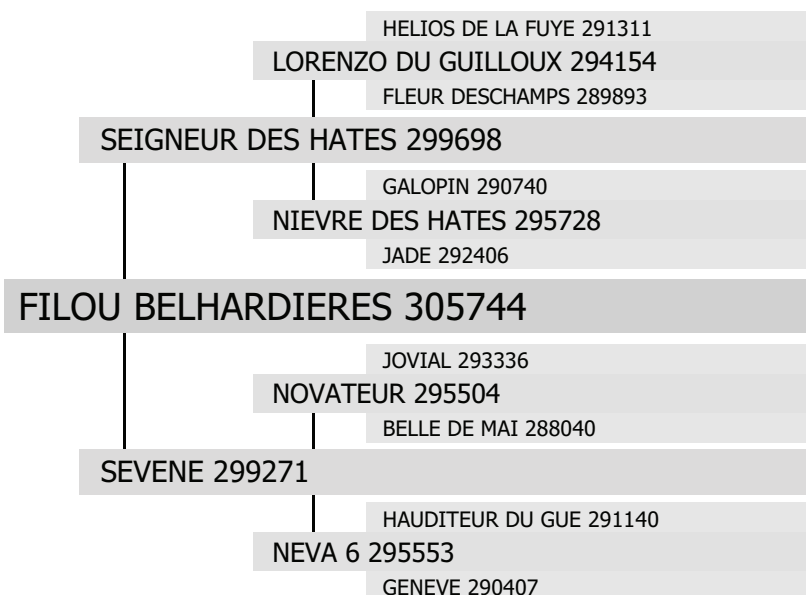 HELIOS DE LA FUYE 291311
LORENZO DU GUILLOUX 294154
FLEUR DESCHAMPS 289893
SEIGNEUR DES HATES 299698
GALOPIN 290740
NIEVRE DES HATES 295728
JADE 292406
FILOU BELHARDIERES 305744
JOVIAL 293336
NOVATEUR 295504
BELLE DE MAI 288040
SEVENE 299271
HAUDITEUR DU GUE 291140
NEVA 6 295553
GENEVE 290407